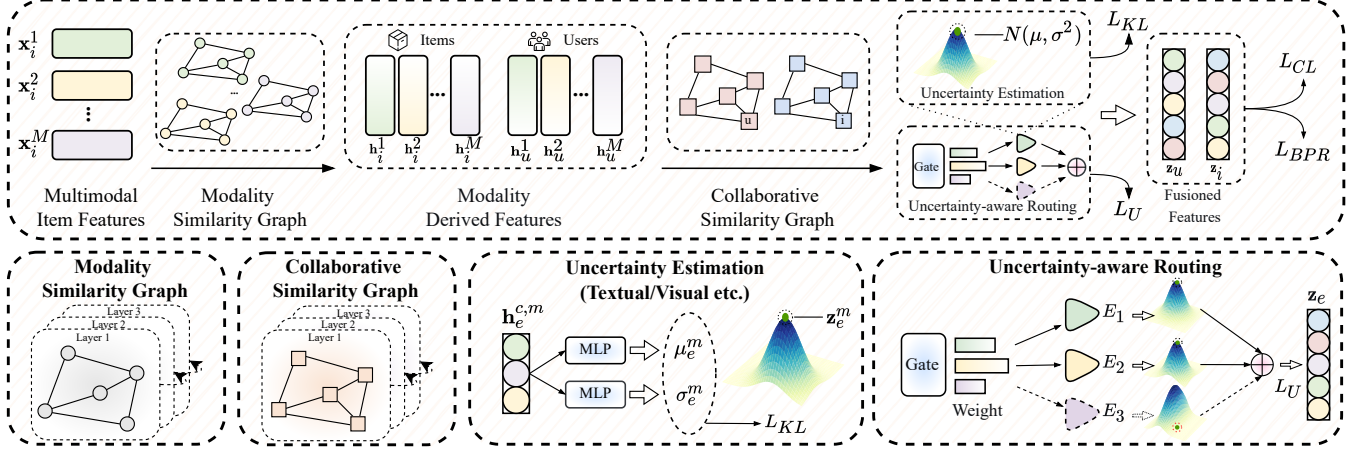 x_i^1
x_i^2
x_i^M
Multimodal
Item Features
...
Modality
Similarity Graph
Items
Users
h_i^1 h_i^2 ... h_i^M h_u^1 h_u^2 ... h_u^M
Modality
Derived Features
u
i
Collaborative
Similarity Graph
N(μ, σ²)
Uncertainty Estimation
L_KL
Gate
Uncertainty-aware Routing
L_U
z_u z_i
Fusioned
Features
L_CL
L_BPR
Modality
Similarity Graph
Layer 3
Layer 2
Layer 1
Collaborative
Similarity Graph
Layer 3
Layer 2
Layer 1
Uncertainty Estimation
(Textual/Visual etc.)
h_e^{c,m}
MLP
MLP
μ_e^m
σ_e^m
z_e^m
L_KL
Uncertainty-aware Routing
Gate
Weight
E_1
E_2
E_3
L_U
z_e